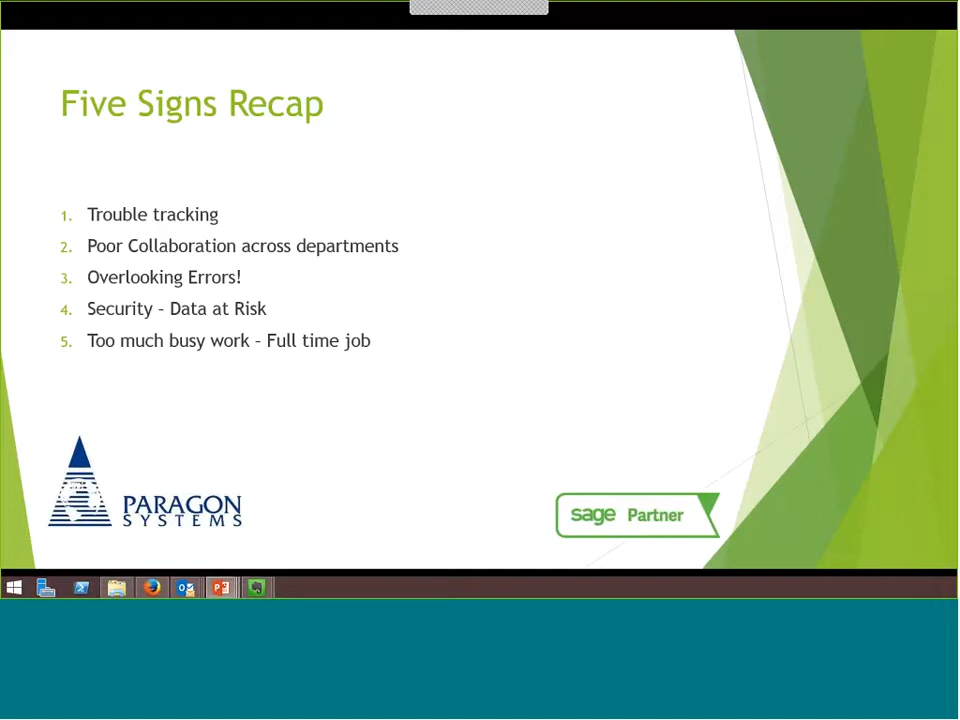 Five Signs Recap
1. Trouble tracking
2. Poor Collaboration across departments
3. Overlooking Errors!
4. Security – Data at Risk
5. Too much busy work – Full time job
PARAGON
SYSTEMS
sage Partner